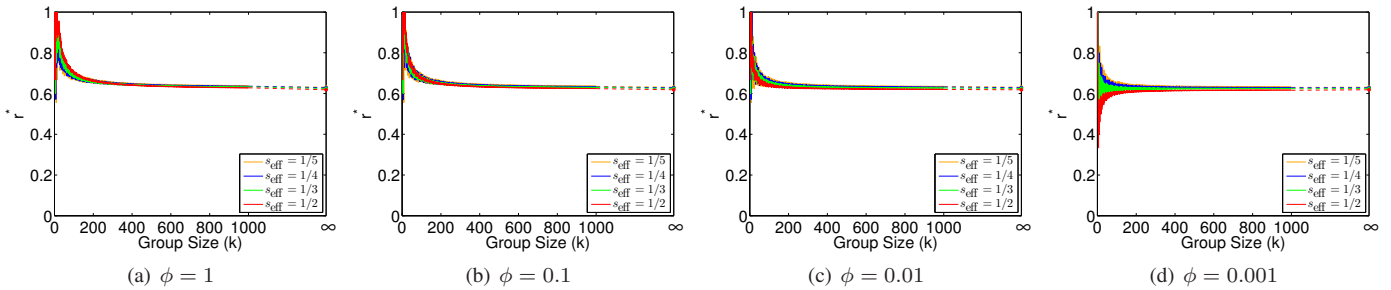 1
0.8
0.6
0.4
0.2
0
r*
0 200 400 600 800 1000 ∞
Group Size (k)
s_eff = 1/5
s_eff = 1/4
s_eff = 1/3
s_eff = 1/2
(a) ϕ = 1
1
0.8
0.6
0.4
0.2
0
r*
0 200 400 600 800 1000 ∞
Group Size (k)
s_eff = 1/5
s_eff = 1/4
s_eff = 1/3
s_eff = 1/2
(b) ϕ = 0.1
1
0.8
0.6
0.4
0.2
0
r*
0 200 400 600 800 1000 ∞
Group Size (k)
s_eff = 1/5
s_eff = 1/4
s_eff = 1/3
s_eff = 1/2
(c) ϕ = 0.01
1
0.8
0.6
0.4
0.2
0
r*
0 200 400 600 800 1000 ∞
Group Size (k)
s_eff = 1/5
s_eff = 1/4
s_eff = 1/3
s_eff = 1/2
(d) ϕ = 0.001